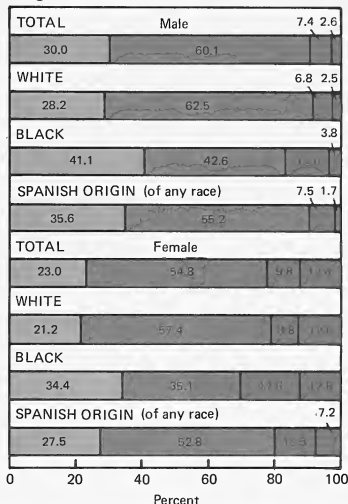 TOTAL Male 7.4 2.6
30.0 60.1
WHITE 6.8 2.5
28.2 62.5
BLACK 3.8
41.1 42.6
SPANISH ORIGIN (of any race) 7.5 1.7
35.6 55.2
TOTAL Female
23.0 54.8 9.8
WHITE
21.2 57.4
BLACK
34.4 35.1
SPANISH ORIGIN (of any race) 7.2
27.5 52.8
0 20 40 60 80 100
Percent